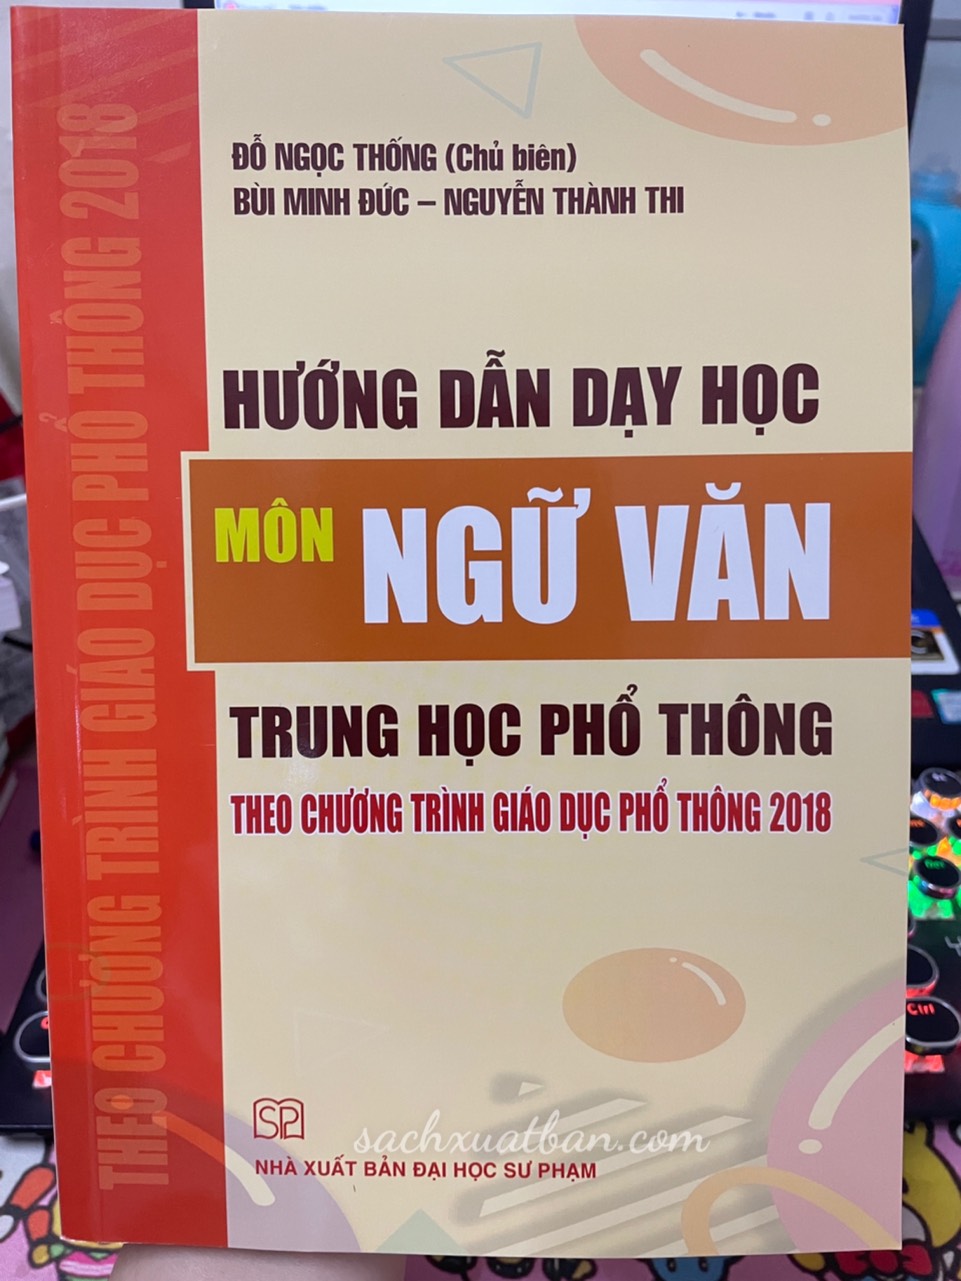 ĐỖ NGỌC THỐNG (Chủ biên)
BÙI MINH ĐỨC – NGUYỄN THÀNH THI
HƯỚNG DẪN DẠY HỌC
MÔN NGỮ VĂN
TRUNG HỌC PHỔ THÔNG
THEO CHƯƠNG TRÌNH GIÁO DỤC PHỔ THÔNG 2018
THEO CHƯƠNG TRÌNH GIÁO DỤC PHỔ THÔNG 2018
SP
sachxuatban.com
NHÀ XUẤT BẢN ĐẠI HỌC SƯ PHẠM
Ctrl